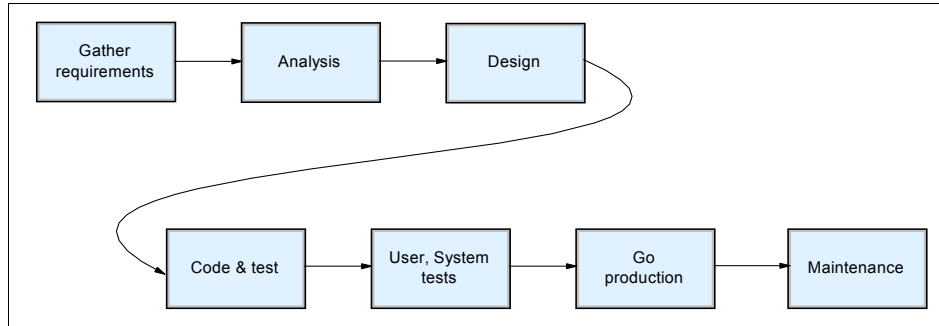 Gather
requirements
Analysis
Design
Code & test
User, System
tests
Go
production
Maintenance